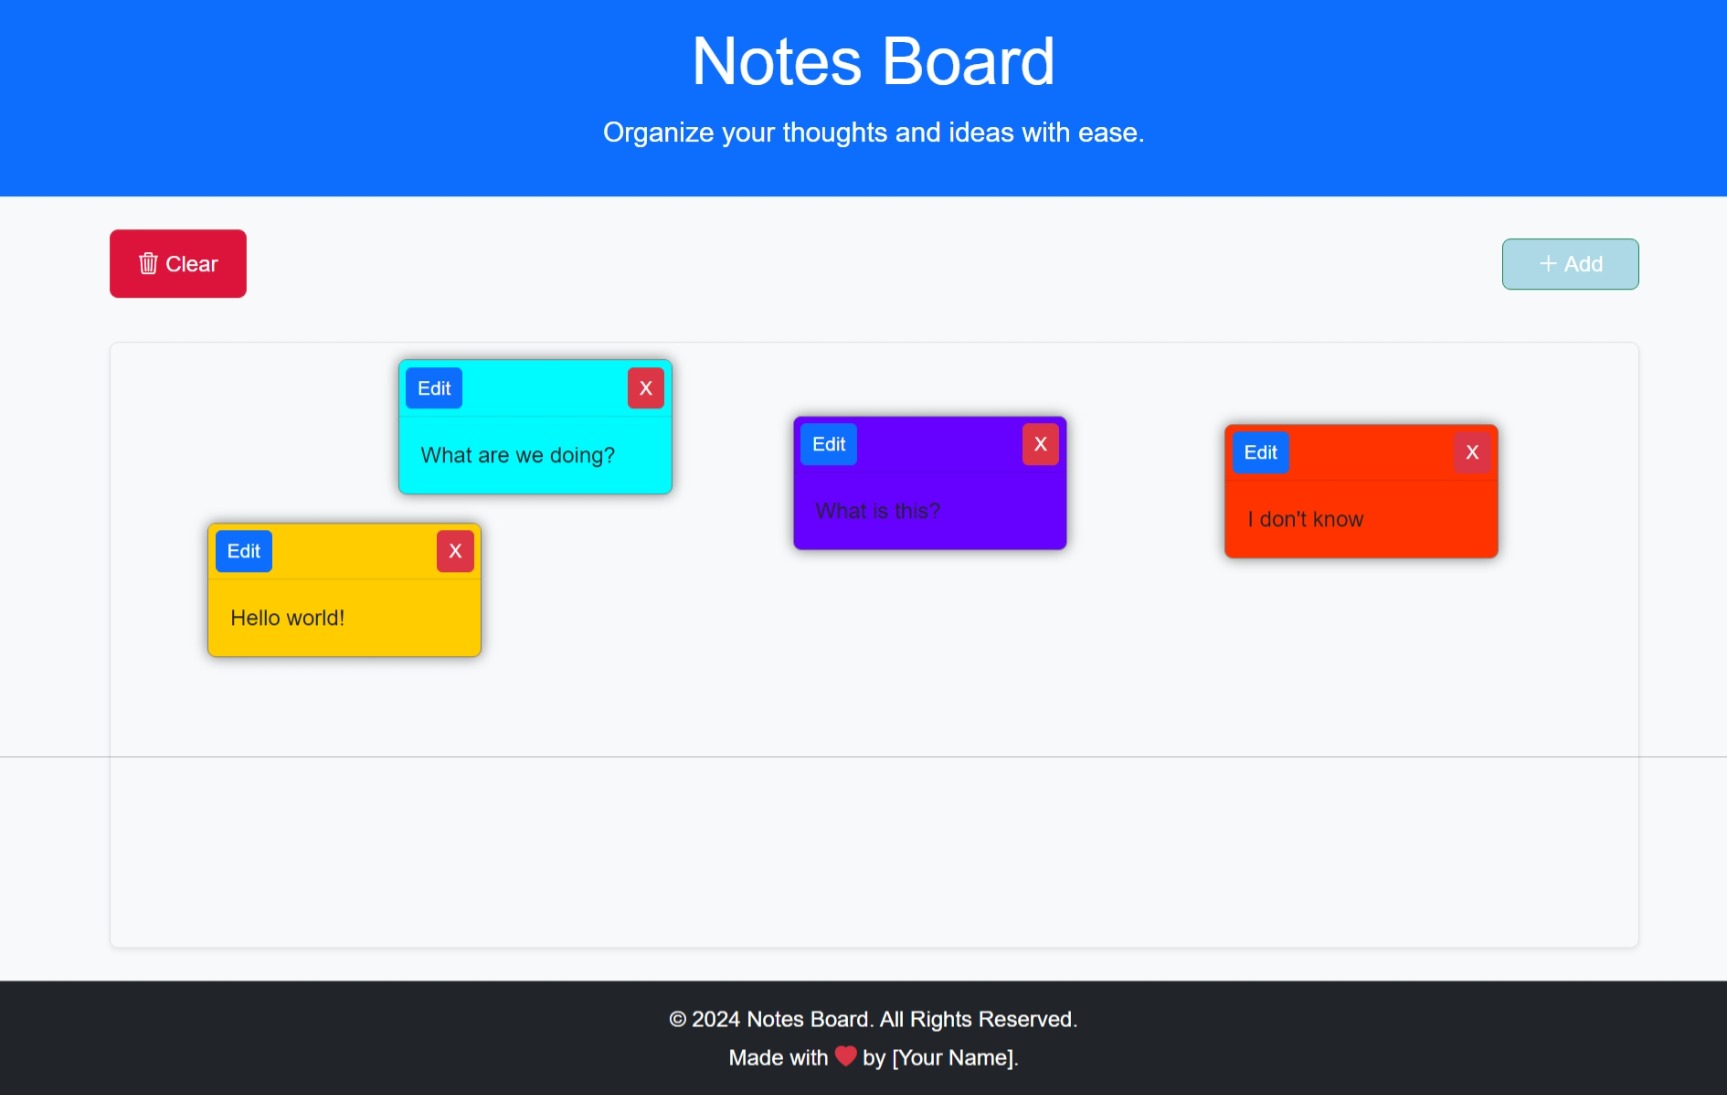 Notes Board
Organize your thoughts and ideas with ease.
Clear
+ Add
Edit
X
What are we doing?
Edit
X
What is this?
Edit
X
I don't know
Edit
X
Hello world!
© 2024 Notes Board. All Rights Reserved.
Made with ❤ by [Your Name].